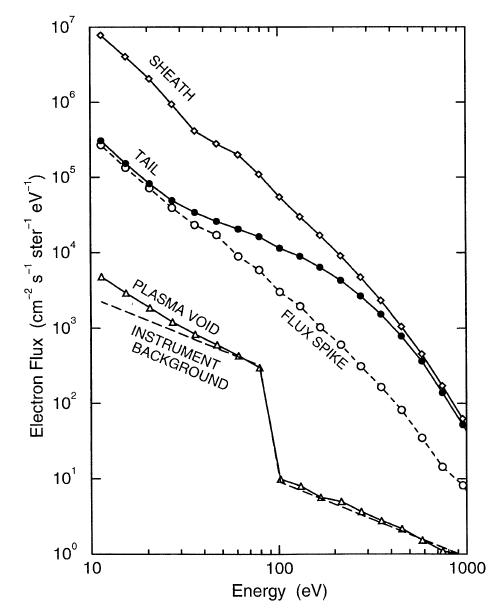 10⁷
10⁶
10⁵
10⁴
10³
10²
10¹
10⁰
Electron Flux (cm⁻² s⁻¹ ster⁻¹ eV⁻¹)
SHEATH
TAIL
PLASMA VOID
INSTRUMENT
BACKGROUND
FLUX SPIKE
10
100
1000
Energy (eV)